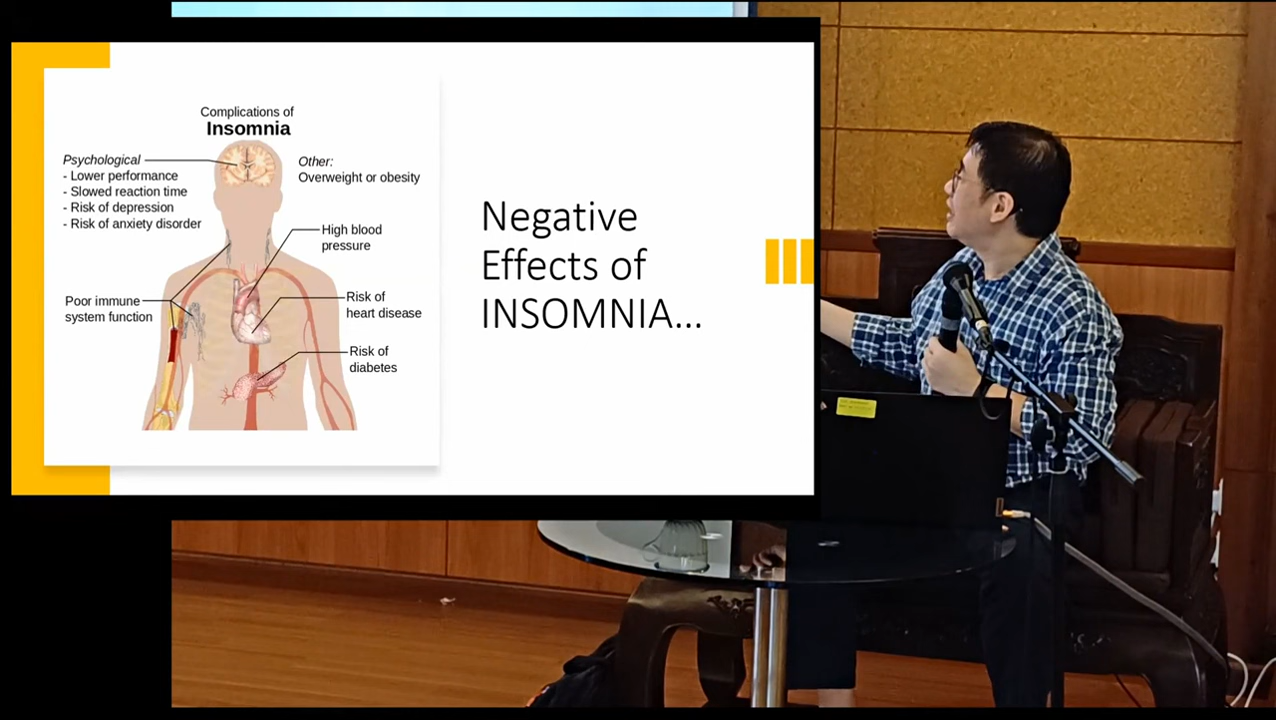 Complications of
Insomnia
Psychological
- Lower performance
- Slowed reaction time
- Risk of depression
- Risk of anxiety disorder
Other:
Overweight or obesity
High blood
pressure
Poor immune
system function
Risk of
heart disease
Risk of
diabetes
Negative
Effects of
INSOMNIA...